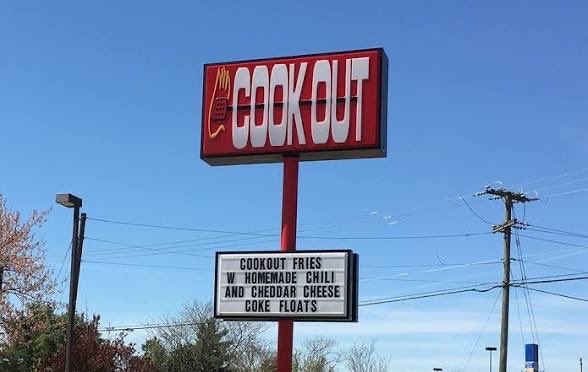 COOK OUT
COOKOUT FRIES
W HOMEMADE CHILI
AND CHEDDAR CHEESE
COKE FLOATS